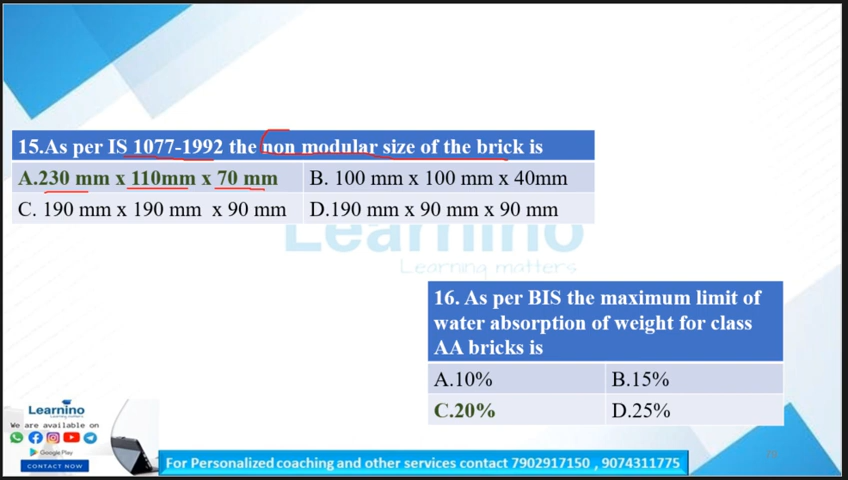 15.As per IS 1077-1992 the non modular size of the brick is
A.230 mm x 110mm x 70 mm
B. 100 mm x 100 mm x 40mm
C. 190 mm x 190 mm x 90 mm
D.190 mm x 90 mm x 90 mm
Learnino
Learning matters
16. As per BIS the maximum limit of
water absorption of weight for class
AA bricks is
A.10%
B.15%
C.20%
D.25%
Learnino
Learning matters
We are available on
Google Play
CONTACT NOW
For Personalized coaching and other services contact 7902917150 , 9074311775